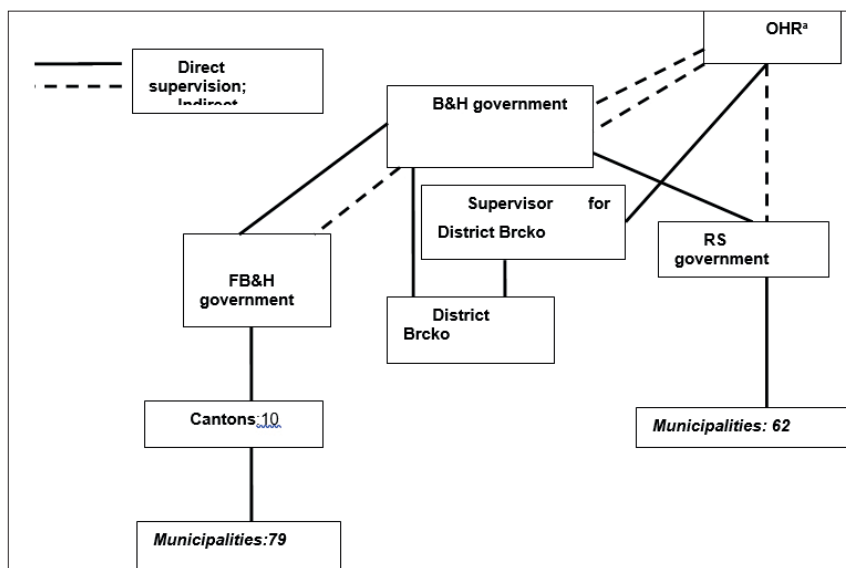 OHRª
Direct
supervision;
Indirect
B&H government
Supervisor for
District Brcko
RS
government
FB&H
government
District
Brcko
Cantons:10
Municipalities: 62
Municipalities:79